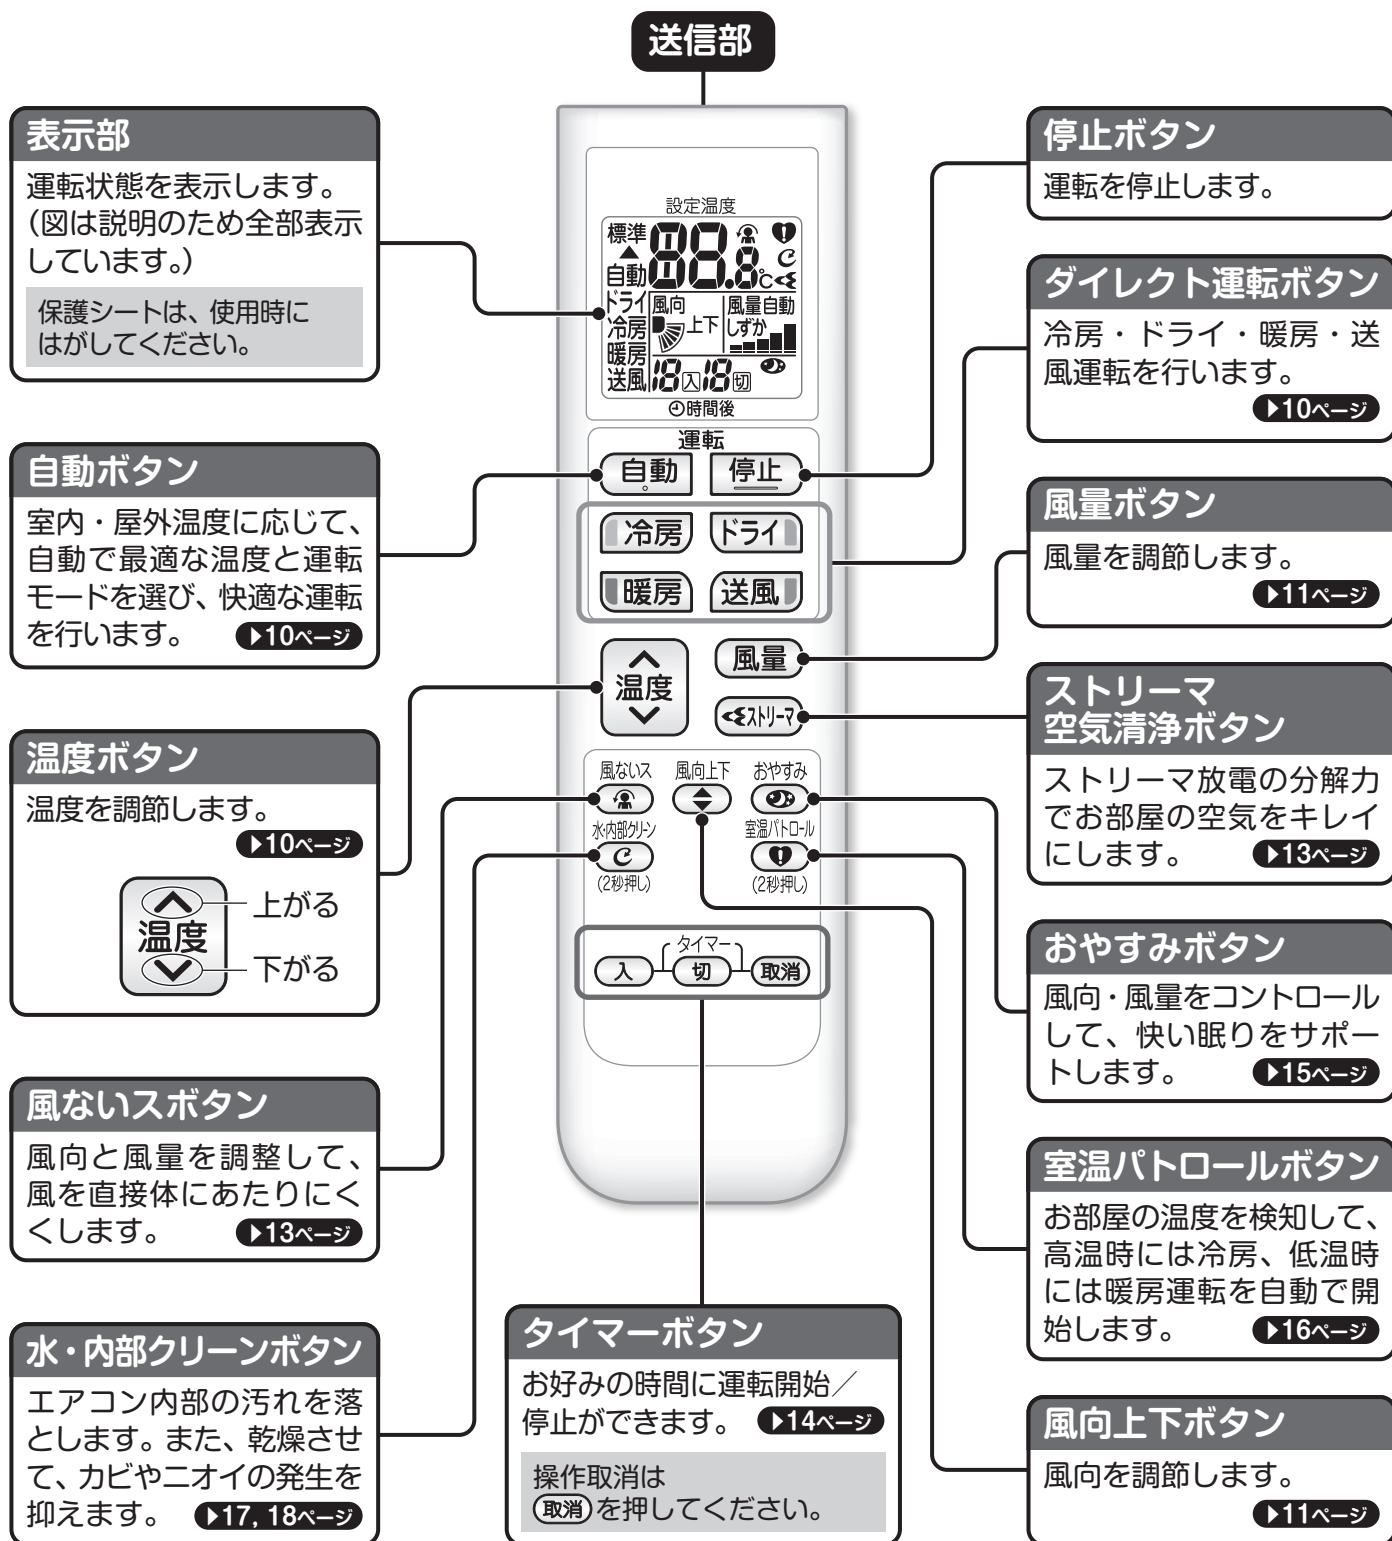 送信部
表示部
運転状態を表示します。
(図は説明のため全部表示
しています。)
保護シートは、使用時に
はがしてください。
自動ボタン
室内・屋外温度に応じて、
自動で最適な温度と運転
モードを選び、快適な運転
を行います。 ▶10ページ
温度ボタン
温度を調節します。
▶10ページ
温度
上がる
下がる
風ないスボタン
風向と風量を調整して、
風を直接体にあたりにく
くします。 ▶13ページ
水・内部クリーンボタン
エアコン内部の汚れを落
とします。また、乾燥させ
て、カビやニオイの発生を
抑えます。 ▶17, 18ページ
設定温度
標準 88.8℃
▲
自動
ドライ 風向 風量自動
冷房 上下 しずか
暖房
送風 18入 18切
時間後
運転
自動 停止
冷房 ドライ
暖房 送風
温度 風量
ストリーマ
風ないス 風向上下 おやすみ
水内部クリーン 室温パトロール
(2秒押し) (2秒押し)
タイマー
入 切 取消
タイマーボタン
お好みの時間に運転開始／
停止ができます。 ▶14ページ
操作取消は
取消を押してください。
停止ボタン
運転を停止します。
ダイレクト運転ボタン
冷房・ドライ・暖房・送
風運転を行います。
▶10ページ
風量ボタン
風量を調節します。
▶11ページ
ストリーマ
空気清浄ボタン
ストリーマ放電の分解力
でお部屋の空気をキレイ
にします。 ▶13ページ
おやすみボタン
風向・風量をコントロール
して、快い眠りをサポー
トします。 ▶15ページ
室温パトロールボタン
お部屋の温度を検知して、
高温時には冷房、低温時
には暖房運転を自動で開
始します。 ▶16ページ
風向上下ボタン
風向を調節します。
▶11ページ